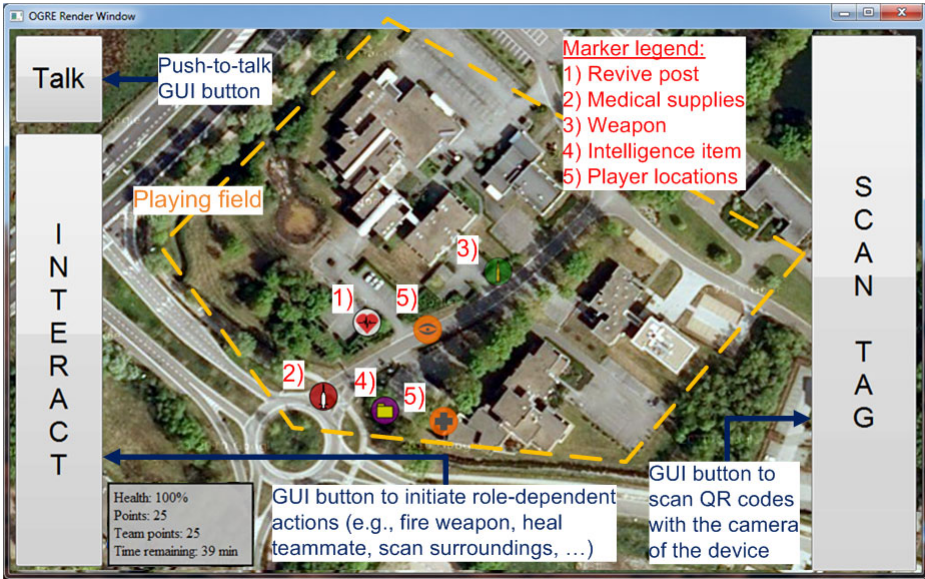 OGRE Render Window
Talk
Push-to-talk
GUI button
Marker legend:
1) Revive post
2) Medical supplies
3) Weapon
4) Intelligence item
5) Player locations
Playing field
INTERACT
SCAN TAG
3)
1)
5)
2)
4)
5)
Health: 100%
Points: 25
Team points: 25
Time remaining: 39 min
GUI button to initiate role-dependent
actions (e.g., fire weapon, heal
teammate, scan surroundings, …)
GUI button to
scan QR codes
with the camera
of the device